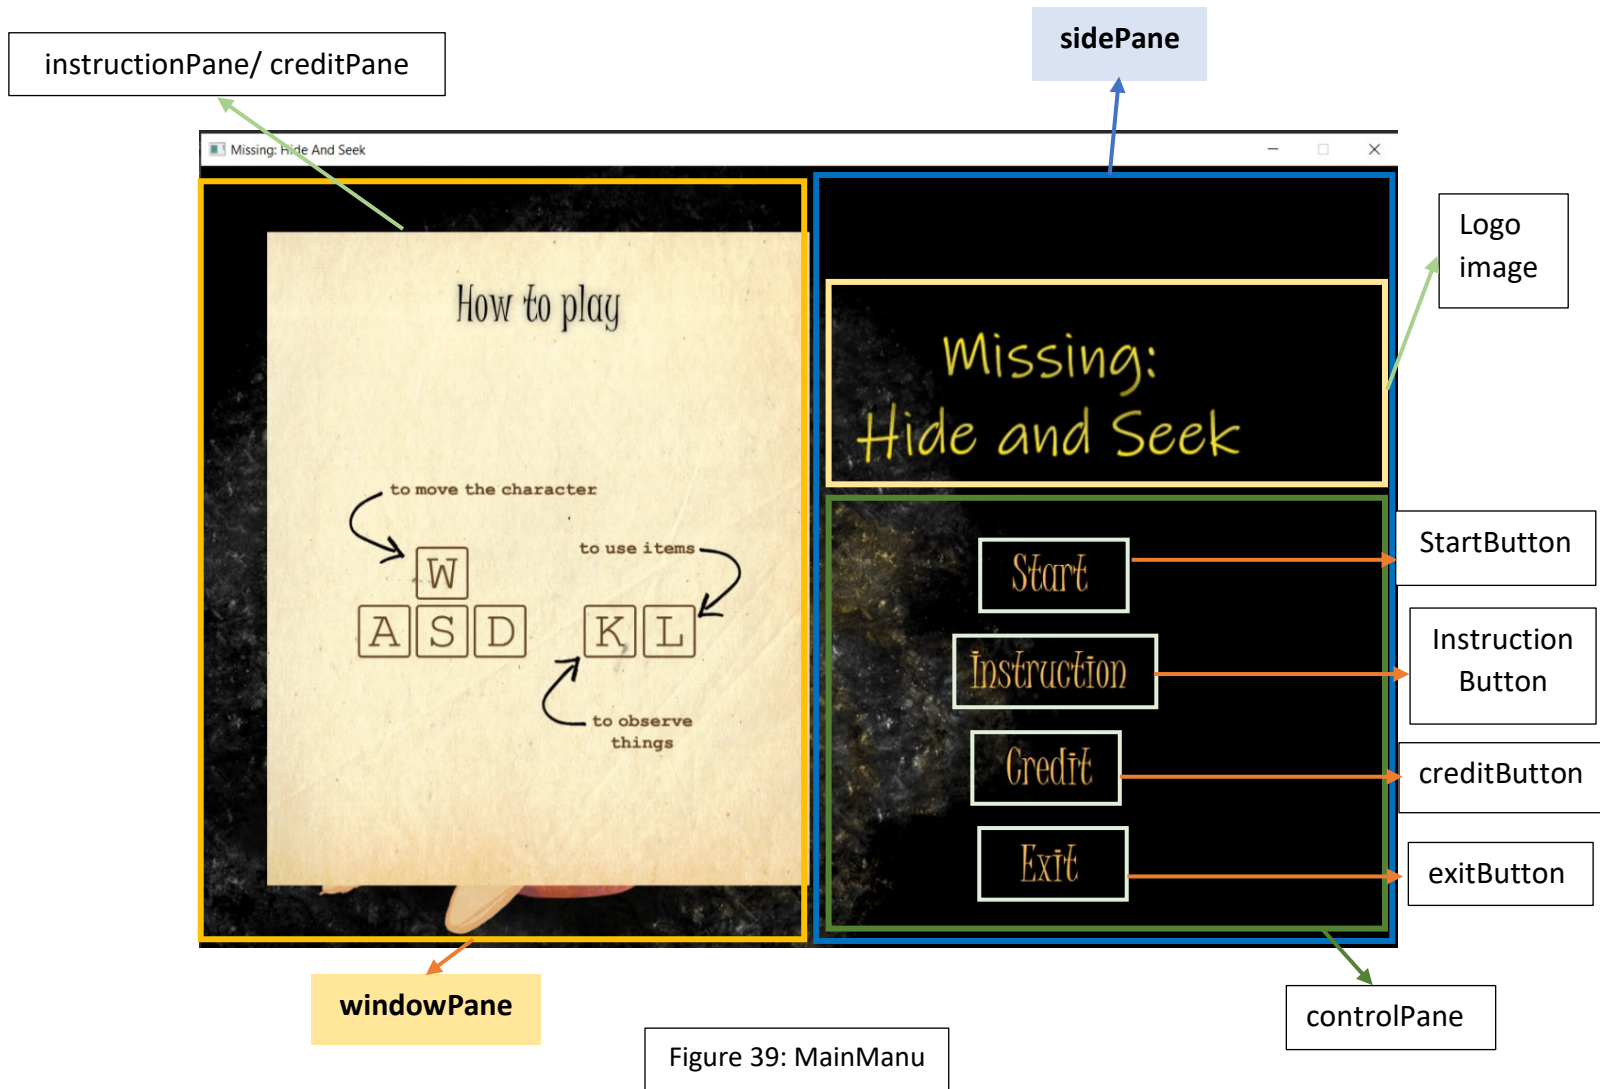 sidePane
instructionPane/ creditPane
Missing: Hide And Seek
Logo
image
How to play
Missing:
Hide and Seek
to move the character
to use items
W
A S D K L
to observe
things
Start
Instruction
Credit
Exit
StartButton
Instruction
Button
creditButton
exitButton
windowPane
controlPane
Figure 39: MainManu